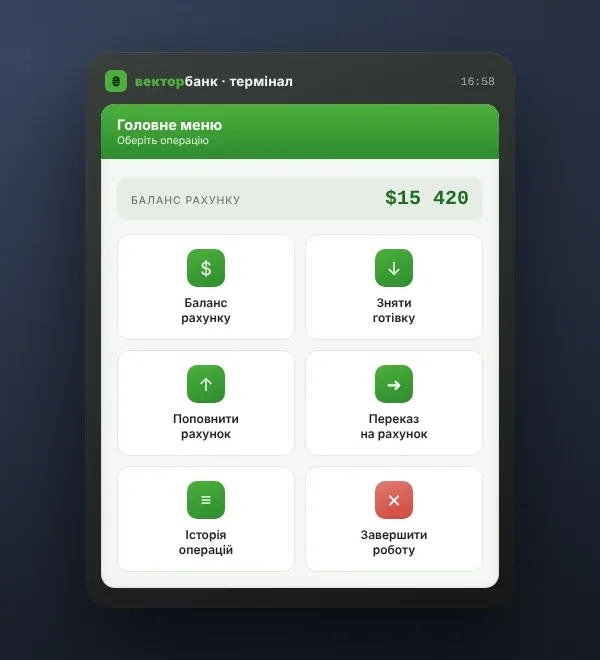 ₴ векторбанк · термінал 16:58
Головне меню
Оберіть операцію
БАЛАНС РАХУНКУ $15 420
$ ↓
Баланс Зняти
рахунку готівку
↑ ➔
Поповнити Переказ
рахунок на рахунок
≡ ✕
Історія Завершити
операцій роботу